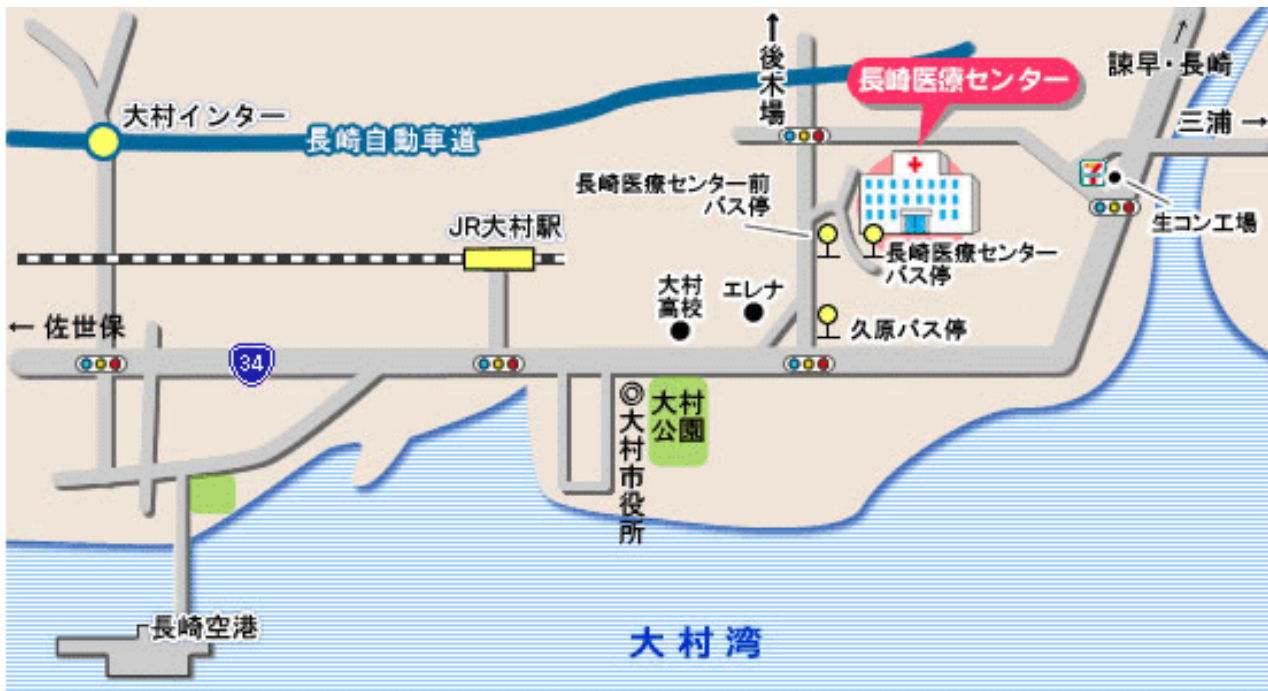 ↑
後木場
諫早・長崎
長崎医療センター
大村インター
三浦→
長崎自動車道
7
長崎医療センター前
バス停
生コン工場
JR大村駅
長崎医療センター
バス停
大村
高校
エレナ
久原バス停
←佐世保
34
◎大村市役所
大村
公園
長崎空港
大村湾